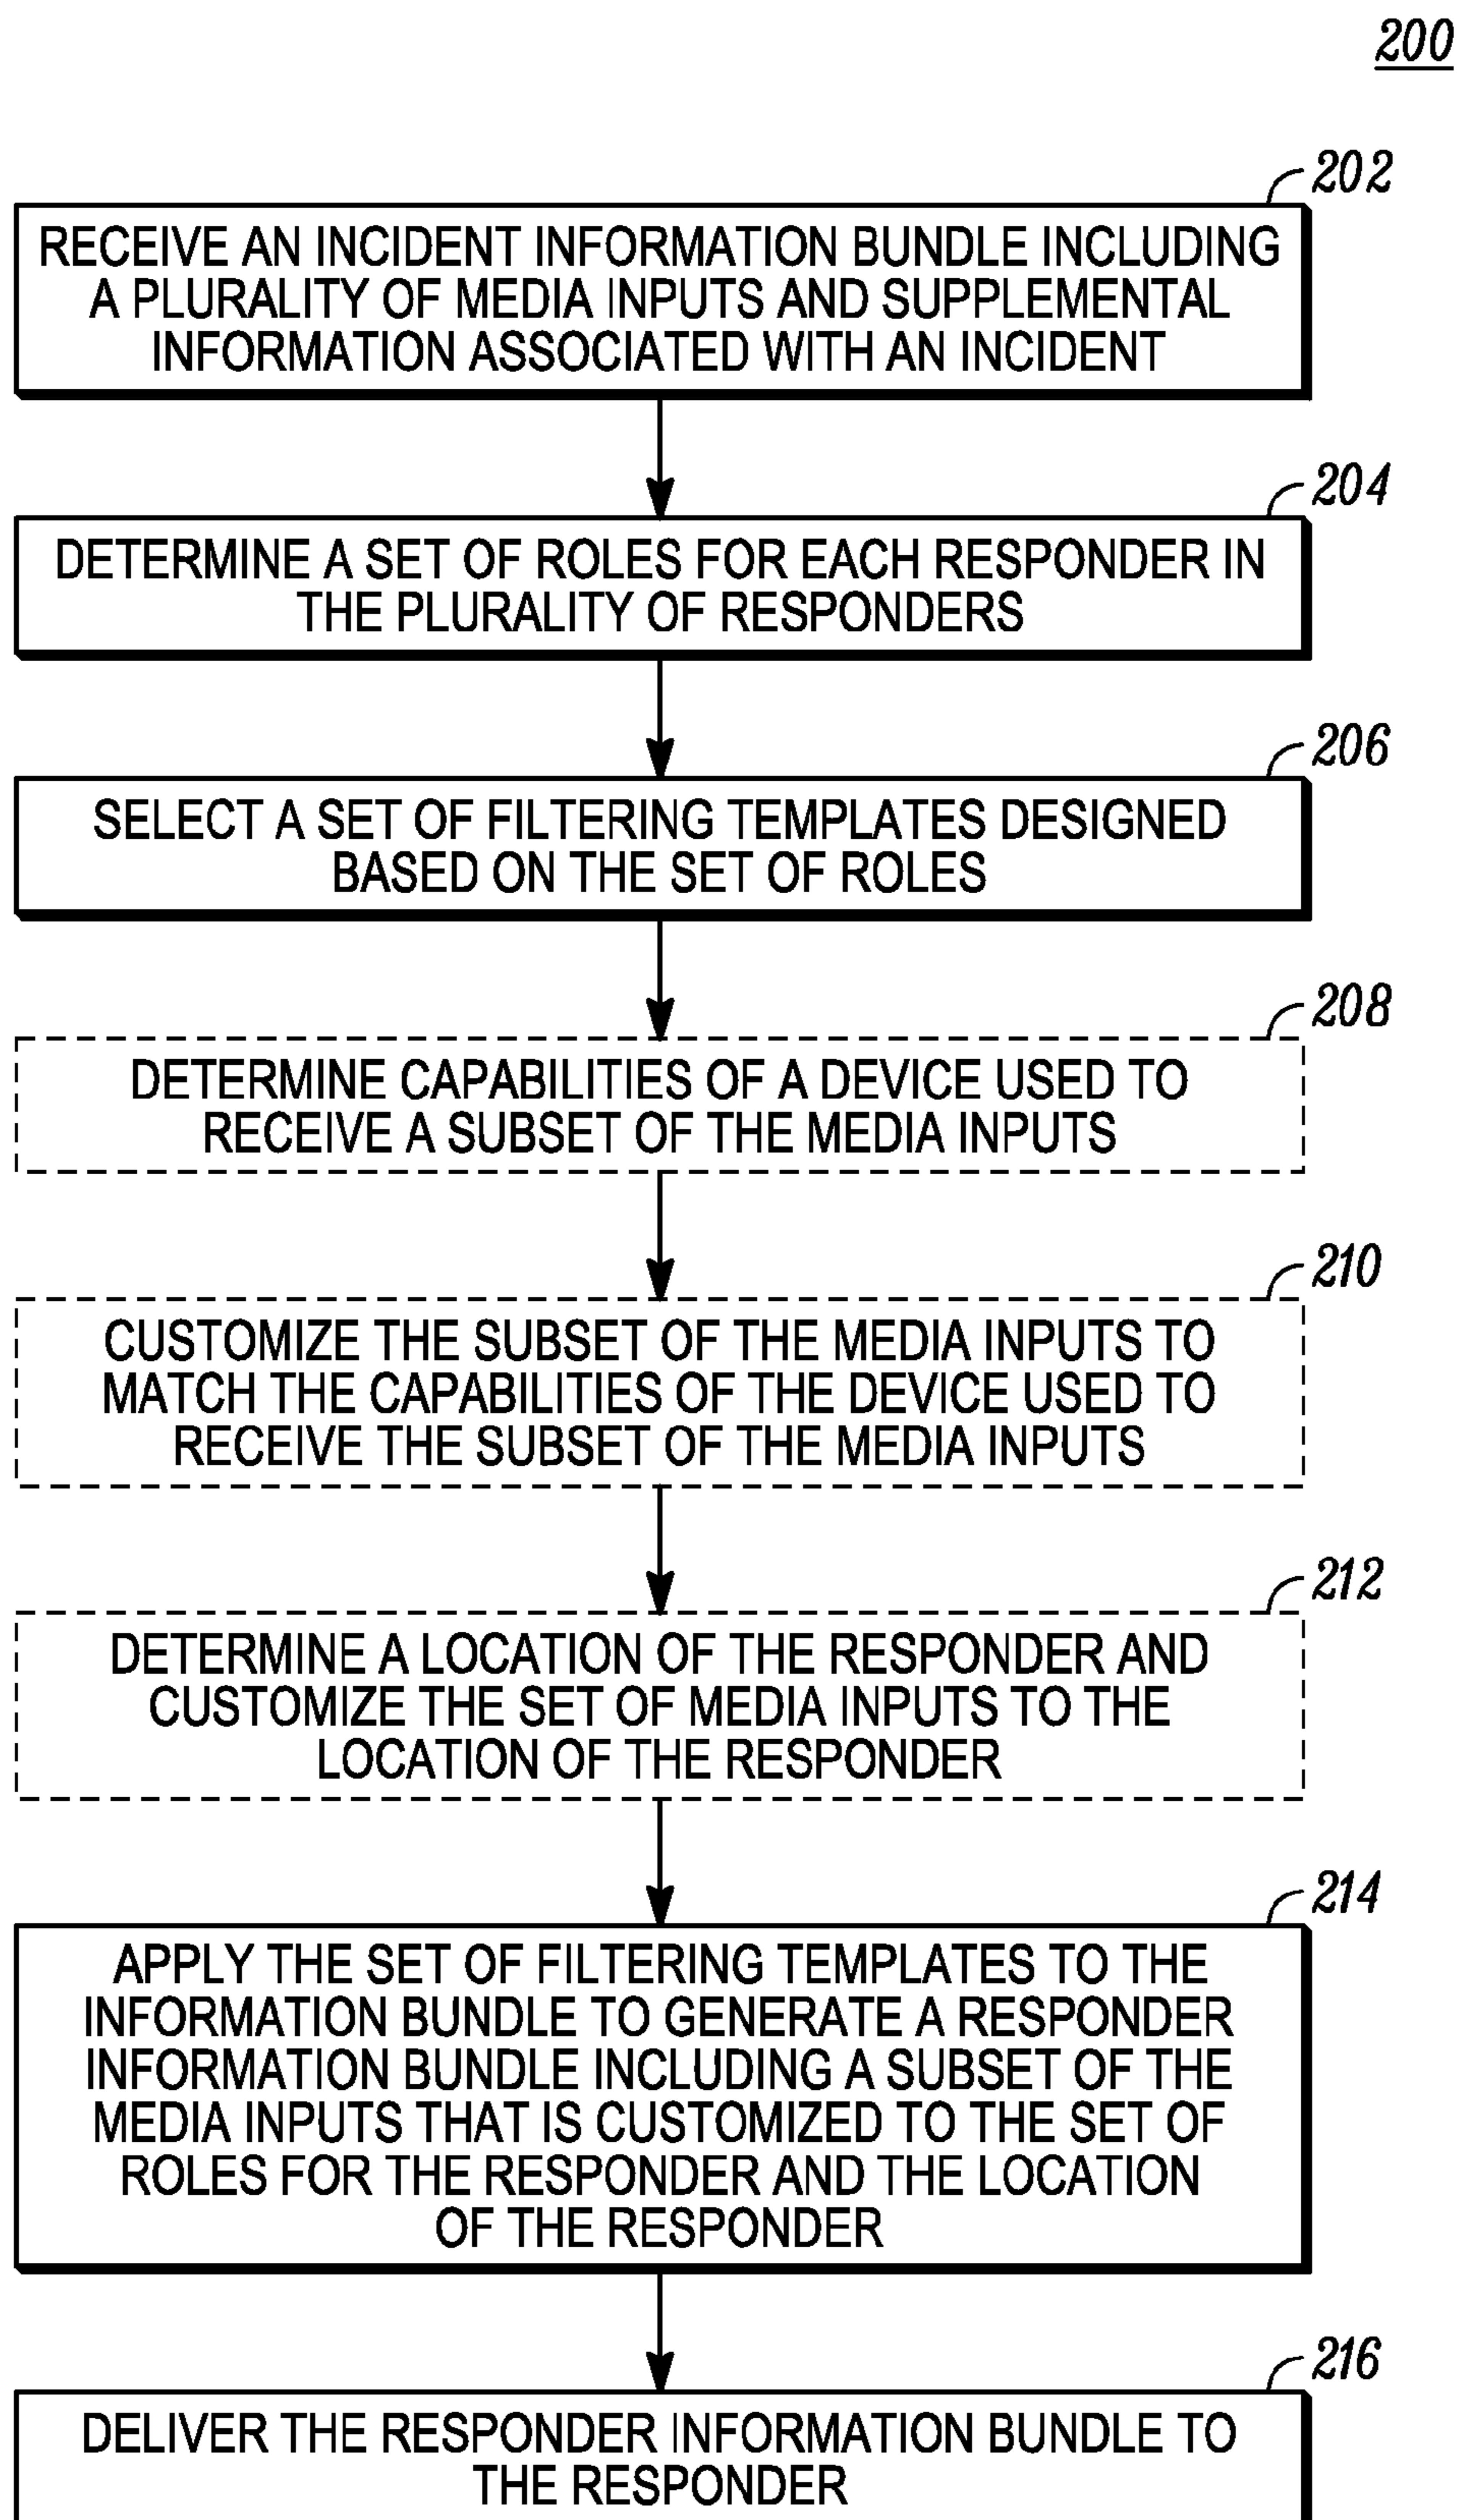 200
202
RECEIVE AN INCIDENT INFORMATION BUNDLE INCLUDING
A PLURALITY OF MEDIA INPUTS AND SUPPLEMENTAL
INFORMATION ASSOCIATED WITH AN INCIDENT
204
DETERMINE A SET OF ROLES FOR EACH RESPONDER IN
THE PLURALITY OF RESPONDERS
206
SELECT A SET OF FILTERING TEMPLATES DESIGNED
BASED ON THE SET OF ROLES
208
DETERMINE CAPABILITIES OF A DEVICE USED TO
RECEIVE A SUBSET OF THE MEDIA INPUTS
210
CUSTOMIZE THE SUBSET OF THE MEDIA INPUTS TO
MATCH THE CAPABILITIES OF THE DEVICE USED TO
RECEIVE THE SUBSET OF THE MEDIA INPUTS
212
DETERMINE A LOCATION OF THE RESPONDER AND
CUSTOMIZE THE SET OF MEDIA INPUTS TO THE
LOCATION OF THE RESPONDER
214
APPLY THE SET OF FILTERING TEMPLATES TO THE
INFORMATION BUNDLE TO GENERATE A RESPONDER
INFORMATION BUNDLE INCLUDING A SUBSET OF THE
MEDIA INPUTS THAT IS CUSTOMIZED TO THE SET OF
ROLES FOR THE RESPONDER AND THE LOCATION
OF THE RESPONDER
216
DELIVER THE RESPONDER INFORMATION BUNDLE TO
THE RESPONDER